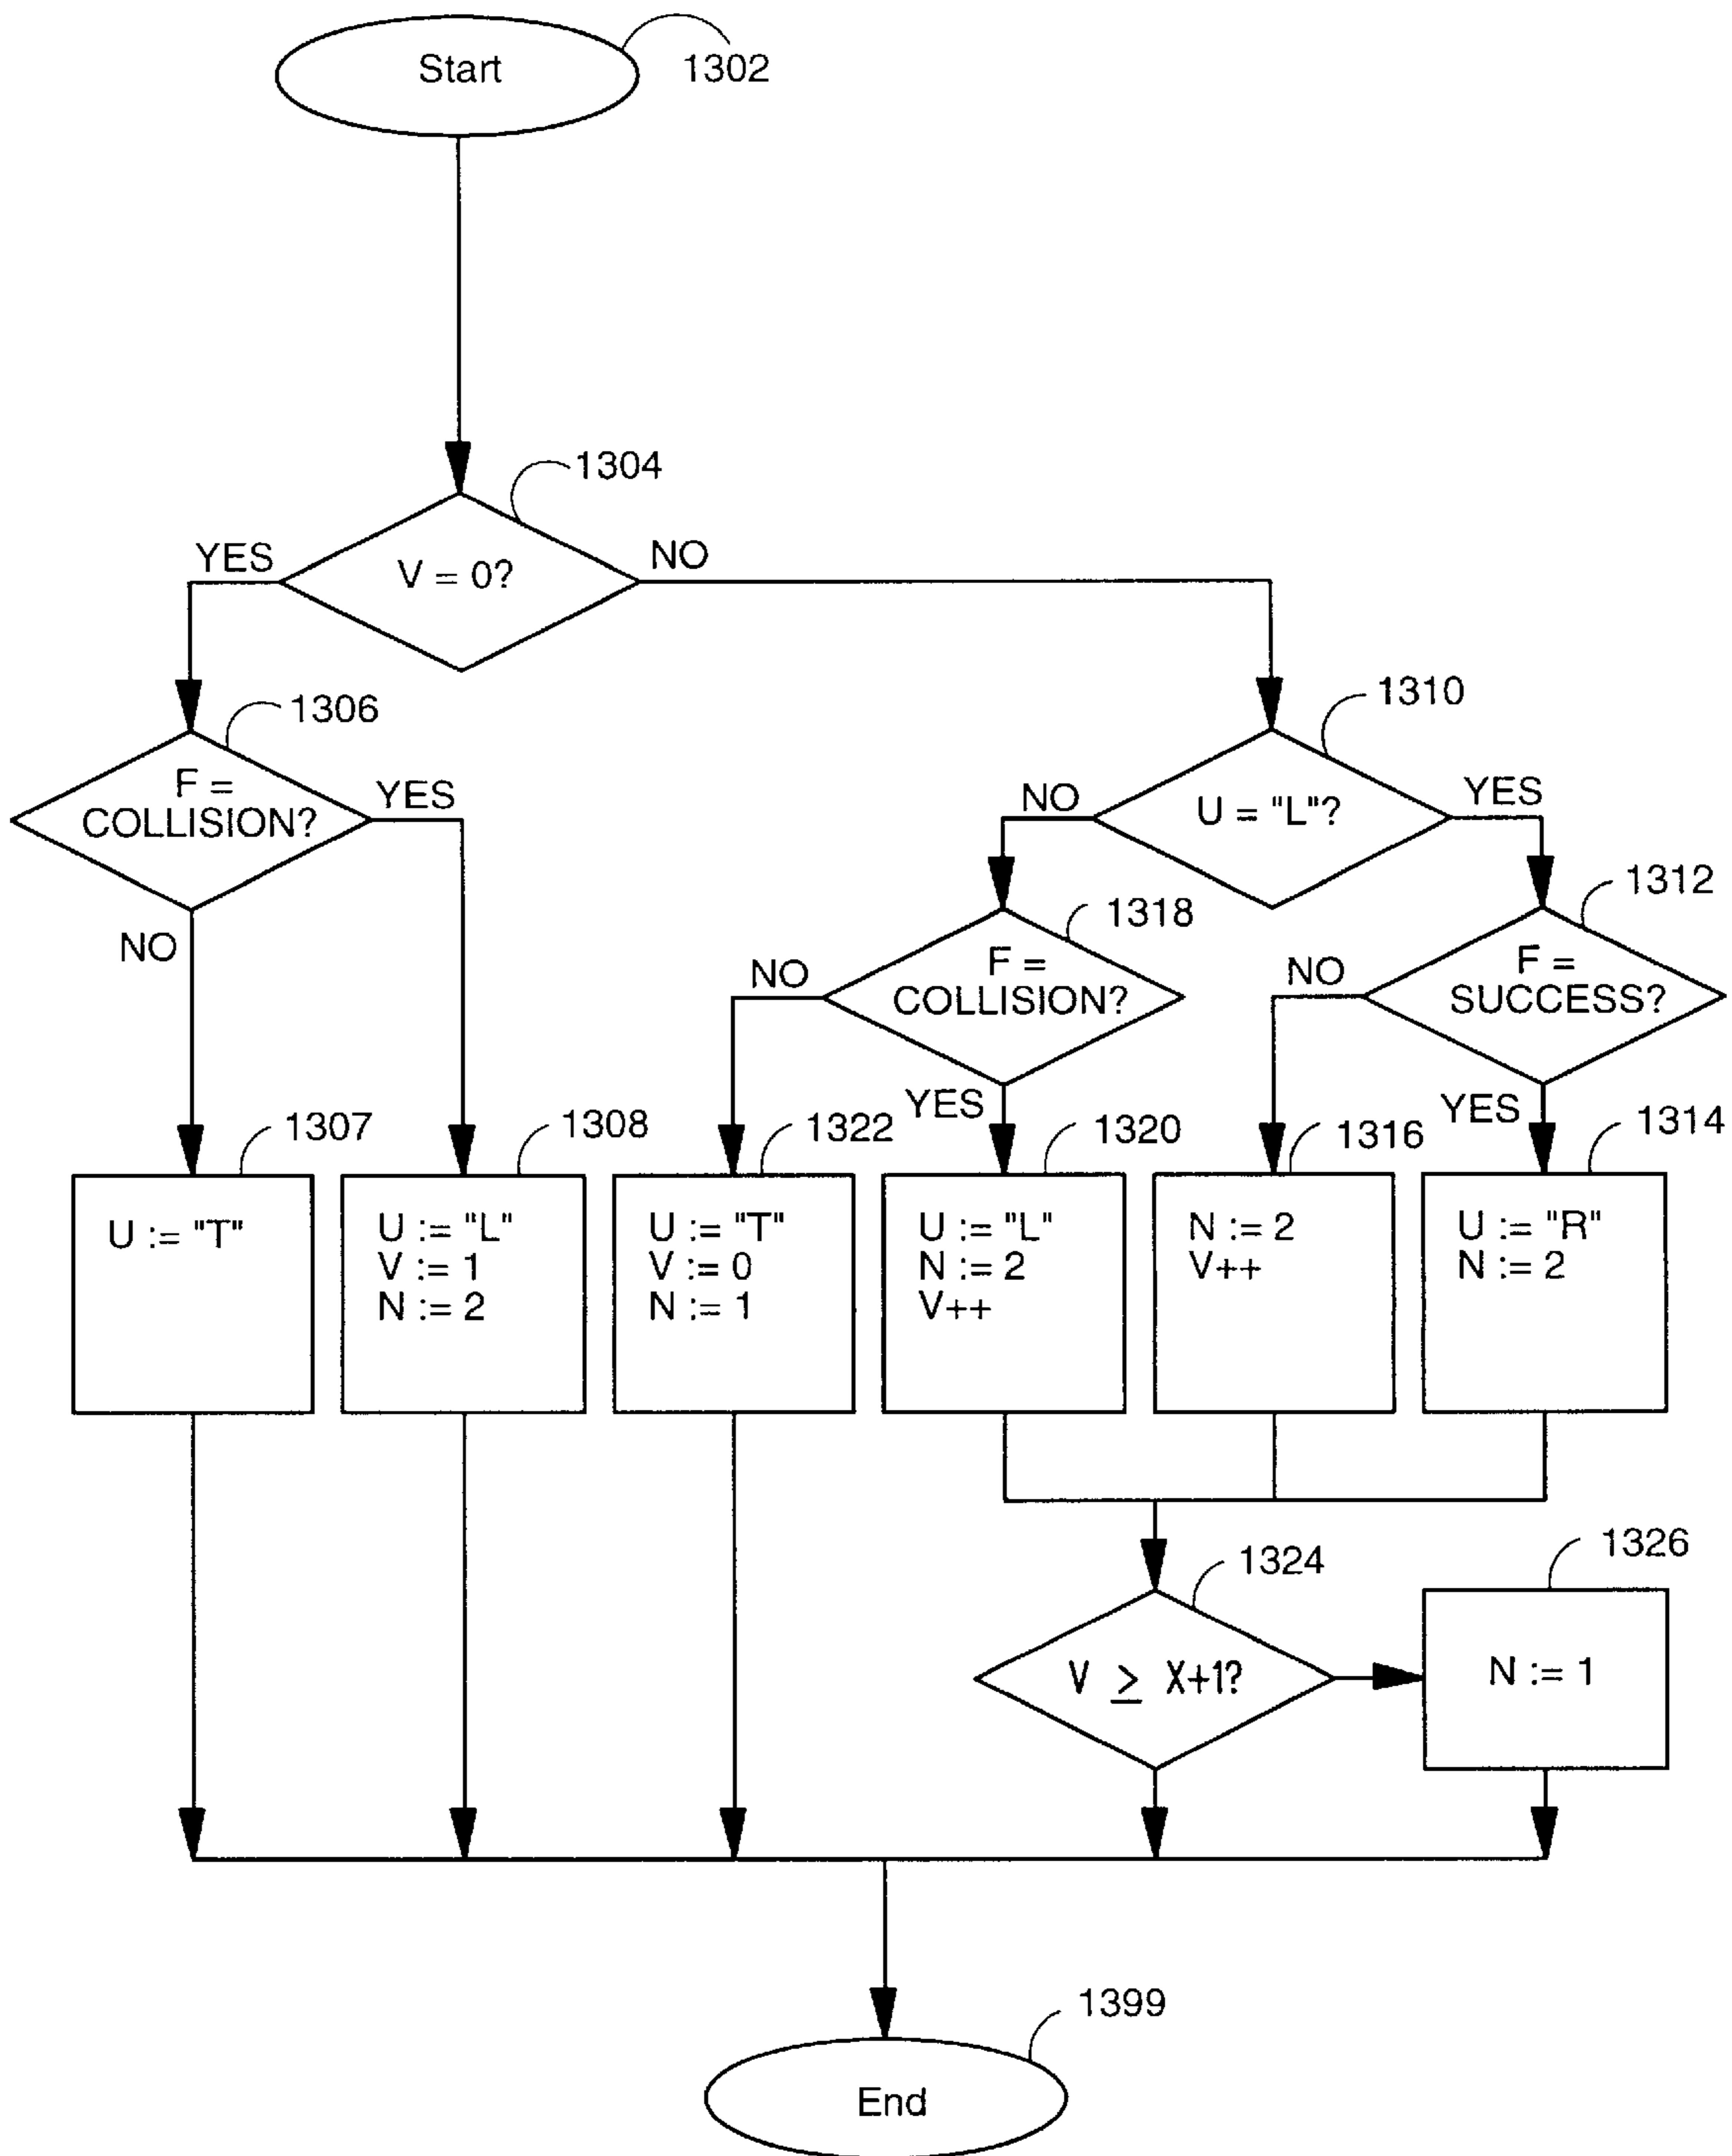 Start
1302
1304
V = 0?
YES
NO
1306
F =
COLLISION?
YES
NO
1310
U = "L"?
NO
YES
1318
F =
COLLISION?
NO
YES
1312
F =
SUCCESS?
NO
YES
1307
U := "T"
1308
U := "L"
V := 1
N := 2
1322
U := "T"
V := 0
N := 1
1320
U := "L"
N := 2
V++
1316
N := 2
V++
1314
U := "R"
N := 2
1324
V ≥ X+1?
1326
N := 1
1399
End